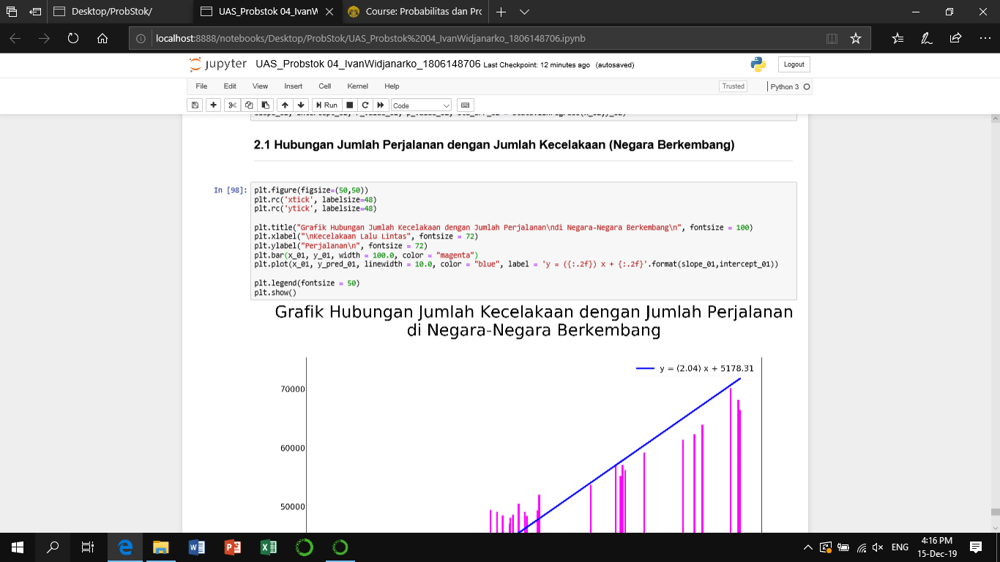 Desktop/ProbStok/
UAS_Probstok 04_IvanW
Course: Probabilitas dan Pro
localhost:8888/notebooks/Desktop/ProbStok/UAS_Probstok%2004_IvanWidjanarko_1806148706.ipynb
jupyter UAS_Probstok 04_IvanWidjanarko_1806148706 Last Checkpoint: 12 minutes ago (autosaved)
Logout
File Edit View Insert Cell Kernel Help
Trusted
Python 3
Run
Code
2.1 Hubungan Jumlah Perjalanan dengan Jumlah Kecelakaan (Negara Berkembang)
In [98]:
plt.figure(figsize=(50,50))
plt.rc('xtick', labelsize=48)
plt.rc('ytick', labelsize=48)
plt.title("Grafik Hubungan Jumlah Kecelakaan dengan Jumlah Perjalanan\ndi Negara-Negara Berkembang\n", fontsize = 100)
plt.xlabel("\nKecelakaan Lalu Lintas", fontsize = 72)
plt.ylabel("Perjalanan\n", fontsize = 72)
plt.bar(x_01, y_01, width = 100.0, color = "magenta")
plt.plot(x_01, y_pred_01, linewidth = 10.0, color = "blue", label = 'y = ({:.2f}) x + {:.2f}'.format(slope_01,intercept_01))
plt.legend(fontsize = 50)
plt.show()
Grafik Hubungan Jumlah Kecelakaan dengan Jumlah Perjalanan
di Negara-Negara Berkembang
y = (2.04) x + 5178.31
70000
60000
50000
ENG
4:16 PM
15-Dec-19